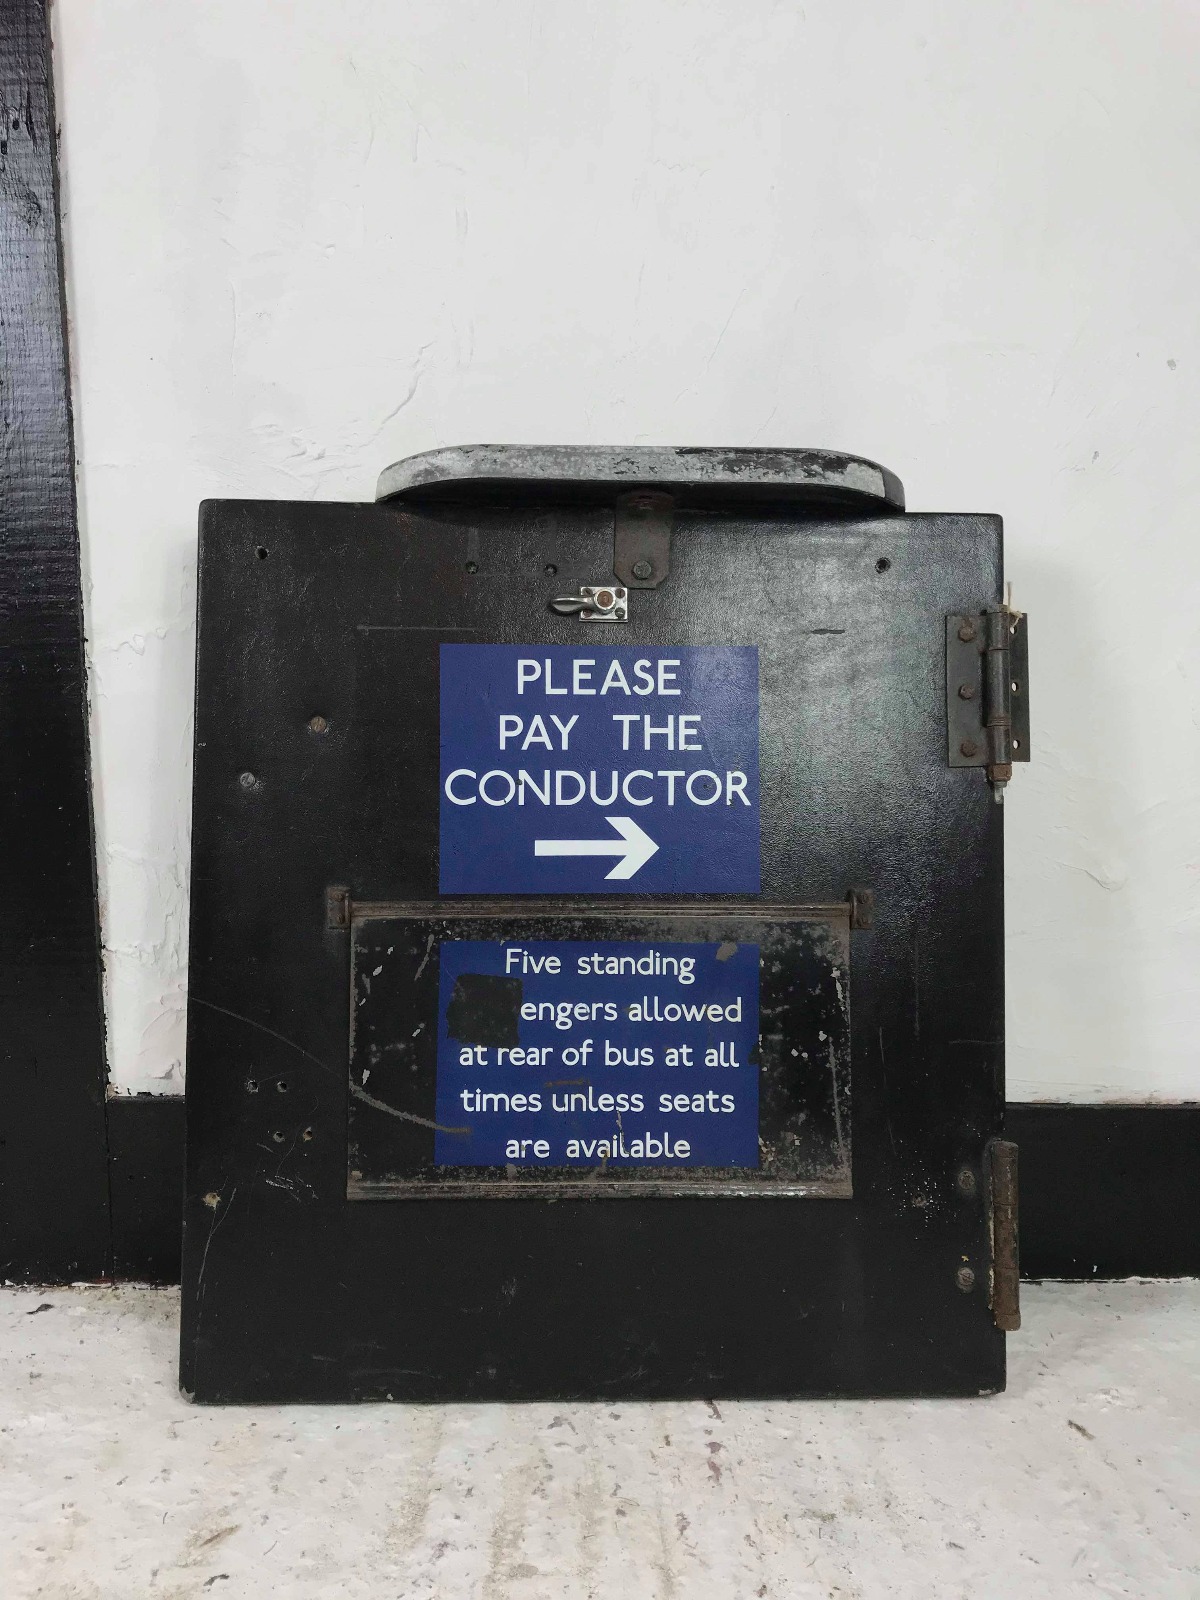 PLEASE
PAY THE
CONDUCTOR
Five standing
engers allowed
at rear of bus at all
times unless seats
are available